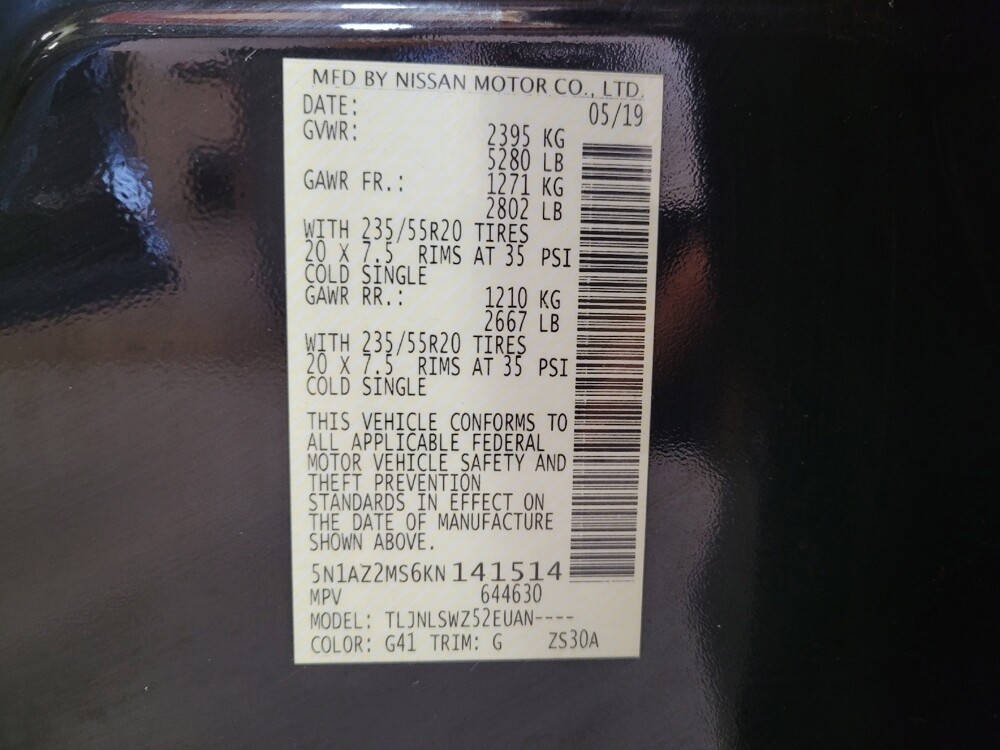 MFD BY NISSAN MOTOR CO., LTD.
DATE: 05/19
GVWR: 2395 KG
5280 LB
GAWR FR.: 1271 KG
2802 LB
WITH 235/55R20 TIRES
20 X 7.5 RIMS AT 35 PSI
COLD SINGLE
GAWR RR.: 1210 KG
2667 LB
WITH 235/55R20 TIRES
20 X 7.5 RIMS AT 35 PSI
COLD SINGLE
THIS VEHICLE CONFORMS TO
ALL APPLICABLE FEDERAL
MOTOR VEHICLE SAFETY AND
THEFT PREVENTION
STANDARDS IN EFFECT ON
THE DATE OF MANUFACTURE
SHOWN ABOVE.
5N1AZ2MS6KN141514
MPV 644630
MODEL: TLJNLSWZ52EUAN----
COLOR: G41 TRIM: G ZS30A